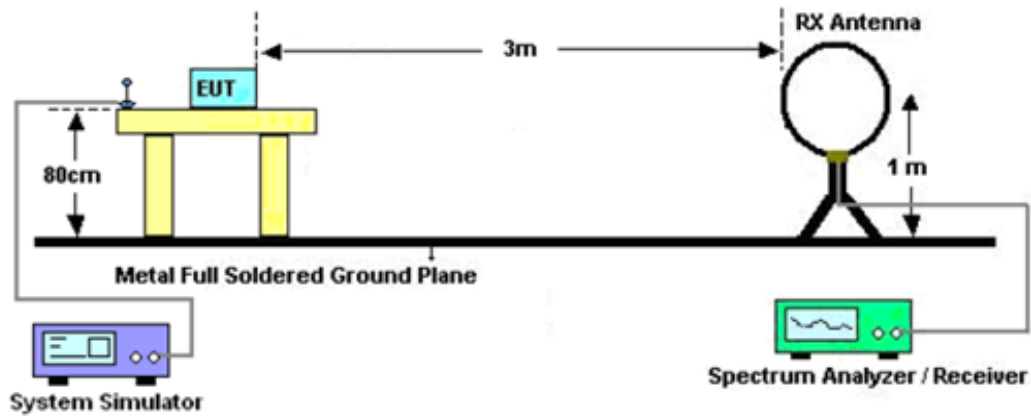 RX Antenna
3m
EUT
80cm
1 m
Metal Full Soldered Ground Plane
System Simulator
Spectrum Analyzer / Receiver